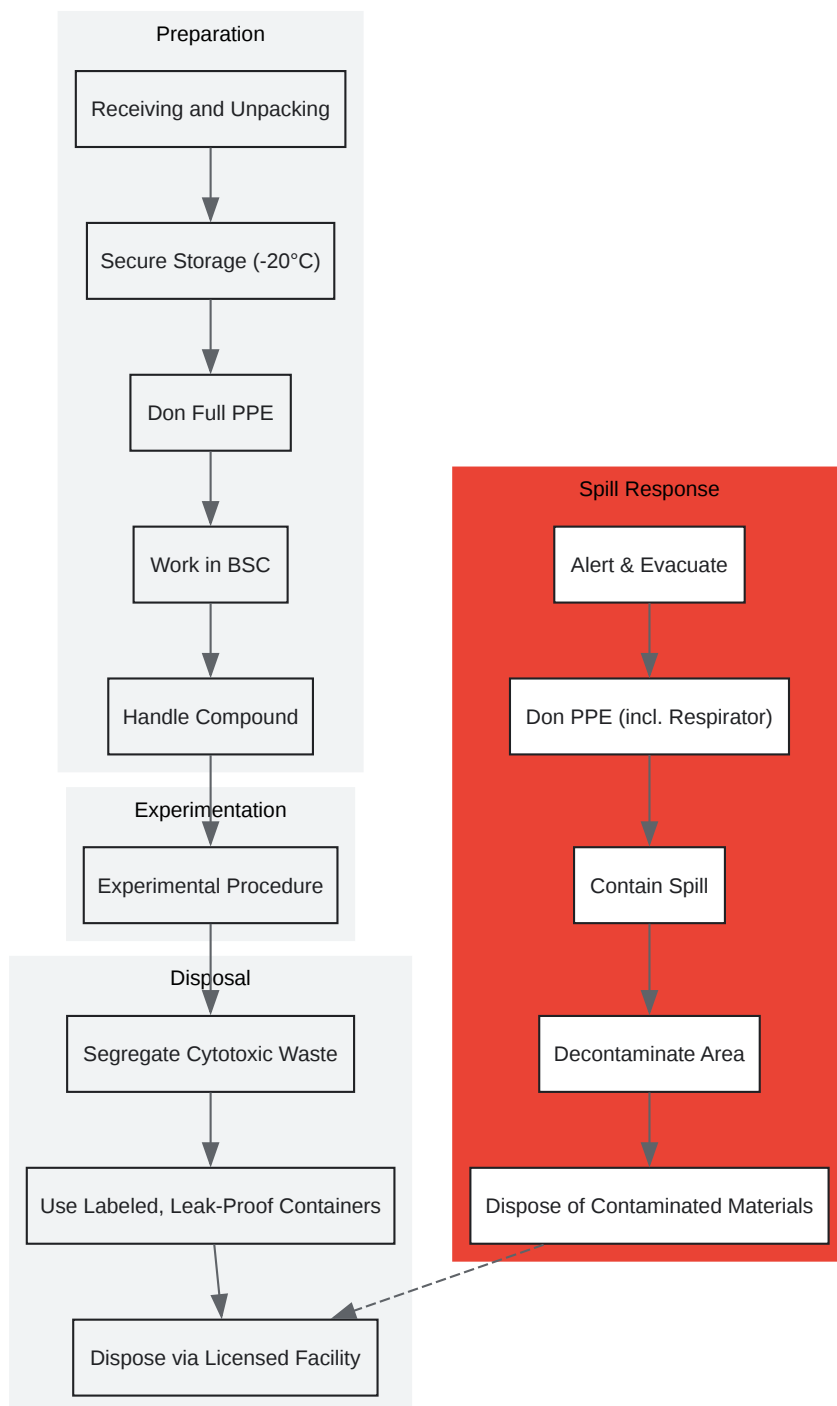 Preparation
Receiving and Unpacking
Secure Storage (-20°C)
Don Full PPE
Work in BSC
Handle Compound
Experimentation
Experimental Procedure
Disposal
Segregate Cytotoxic Waste
Use Labeled, Leak-Proof Containers
Dispose via Licensed Facility
Spill Response
Alert & Evacuate
Don PPE (incl. Respirator)
Contain Spill
Decontaminate Area
Dispose of Contaminated Materials